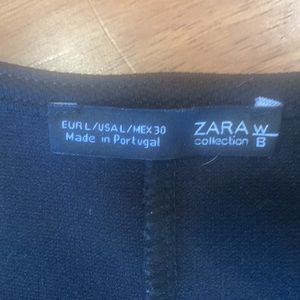 EUR L/USA L/MEX 30
Made in Portugal
ZARA W
collection B